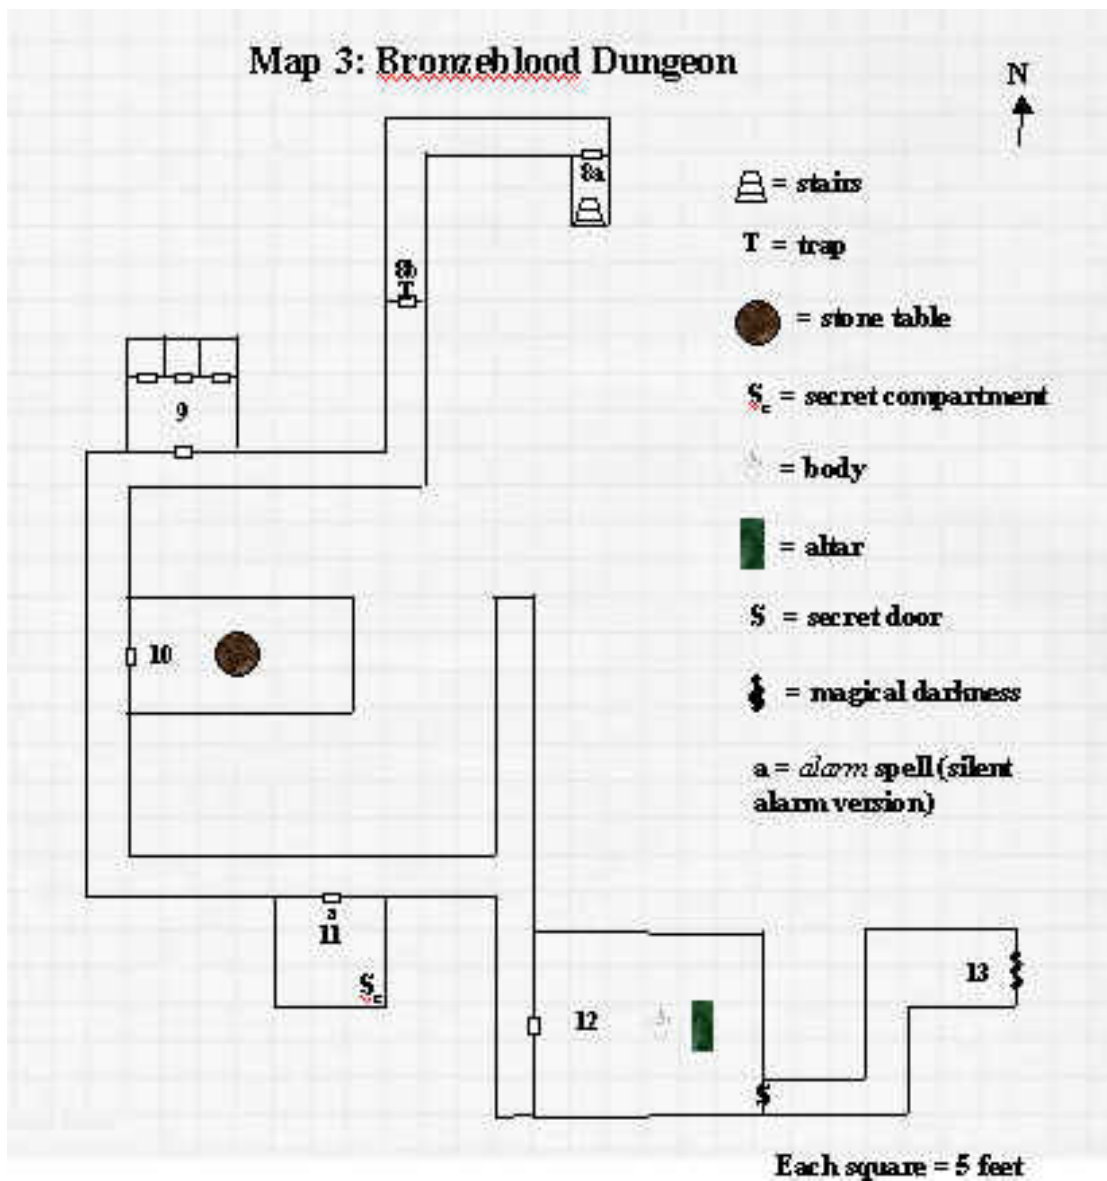 Map 3: Bronzeblood Dungeon
N
8a
= stairs
T = trap
8b
T
= stone table
9
Sc = secret compartment
= body
= altar
S = secret door
10
= magical darkness
a = alarm spell (silent
alarm version)
a
11
Sc
13
12
S
Each square = 5 feet